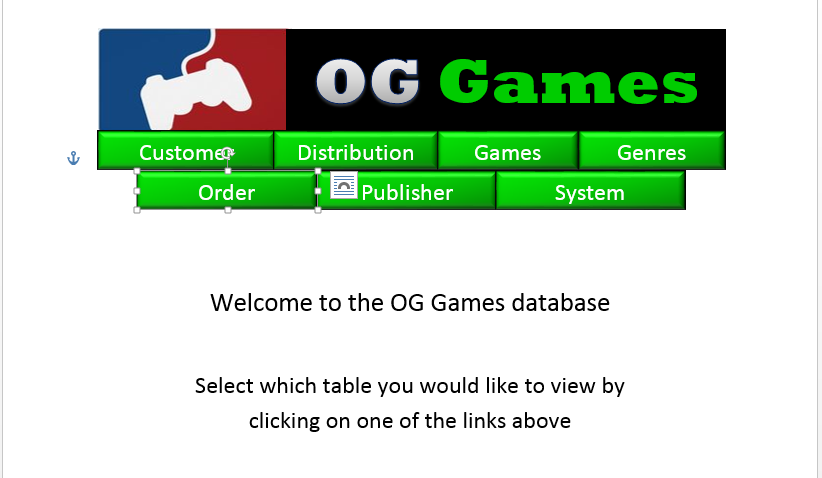 OG Games
Customer Distribution Games Genres
Order Publisher System
Welcome to the OG Games database
Select which table you would like to view by
clicking on one of the links above